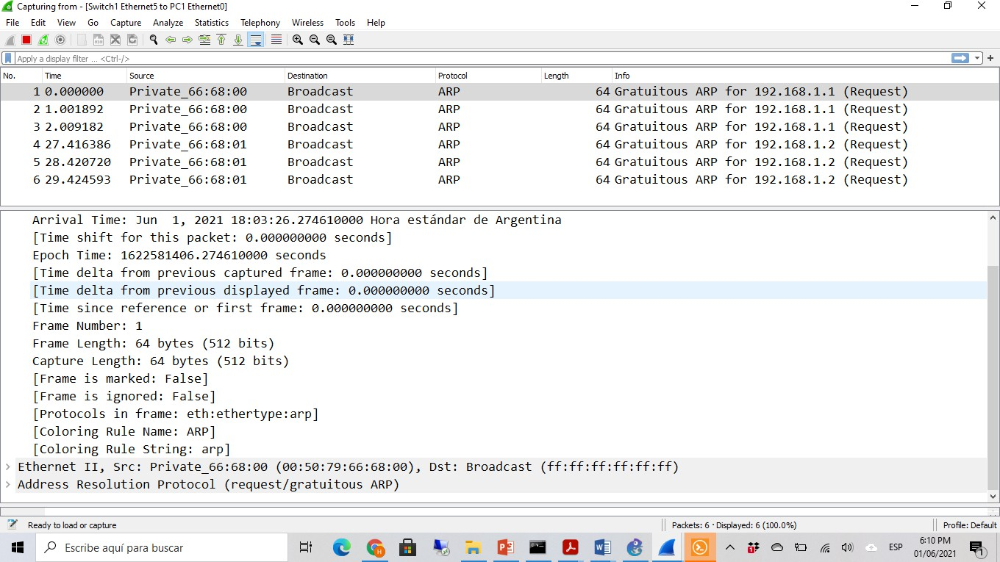 Capturing from - [Switch1 Ethernet5 to PC1 Ethernet0]
File Edit View Go Capture Analyze Statistics Telephony Wireless Tools Help
Apply a display filter ... <Ctrl-/>
No. Time Source Destination Protocol Length Info
1 0.000000 Private_66:68:00 Broadcast ARP 64 Gratuitous ARP for 192.168.1.1 (Request)
2 1.001892 Private_66:68:00 Broadcast ARP 64 Gratuitous ARP for 192.168.1.1 (Request)
3 2.009182 Private_66:68:00 Broadcast ARP 64 Gratuitous ARP for 192.168.1.1 (Request)
4 27.416386 Private_66:68:01 Broadcast ARP 64 Gratuitous ARP for 192.168.1.2 (Request)
5 28.420720 Private_66:68:01 Broadcast ARP 64 Gratuitous ARP for 192.168.1.2 (Request)
6 29.424593 Private_66:68:01 Broadcast ARP 64 Gratuitous ARP for 192.168.1.2 (Request)
Arrival Time: Jun  1, 2021 18:03:26.274610000 Hora estándar de Argentina
[Time shift for this packet: 0.000000000 seconds]
Epoch Time: 1622581406.274610000 seconds
[Time delta from previous captured frame: 0.000000000 seconds]
[Time delta from previous displayed frame: 0.000000000 seconds]
[Time since reference or first frame: 0.000000000 seconds]
Frame Number: 1
Frame Length: 64 bytes (512 bits)
Capture Length: 64 bytes (512 bits)
[Frame is marked: False]
[Frame is ignored: False]
[Protocols in frame: eth:ethertype:arp]
[Coloring Rule Name: ARP]
[Coloring Rule String: arp]
Ethernet II, Src: Private_66:68:00 (00:50:79:66:68:00), Dst: Broadcast (ff:ff:ff:ff:ff:ff)
Address Resolution Protocol (request/gratuitous ARP)
Ready to load or capture Packets: 6 · Displayed: 6 (100.0%) Profile: Default
Escribe aquí para buscar ESP 6:10 PM
01/06/2021